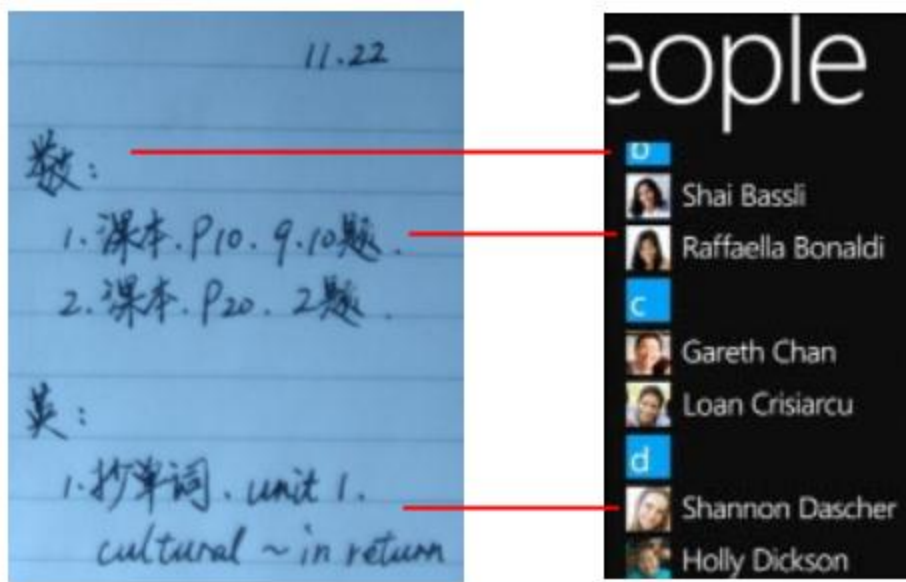 11.22
数:
1.课本.P10.9.10题.
2.课本.P20.2题.
英:
1.抄单词.unit 1.
cultural ~ in return
eople
b
Shai Bassli
Raffaella Bonaldi
c
Gareth Chan
Loan Crisiarcu
d
Shannon Dascher
Holly Dickson